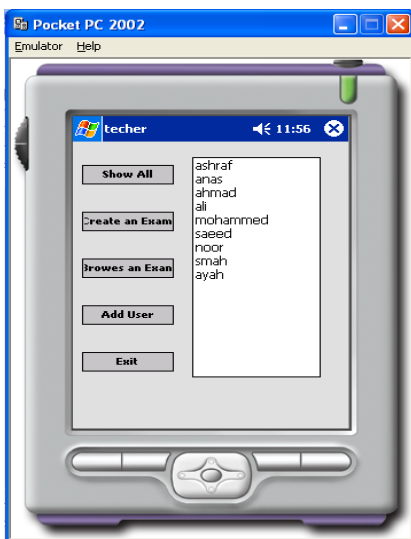 Pocket PC 2002
Emulator Help
techer 11:56
Show All
Create an Exam
Browes an Exan
Add User
Exit
ashraf
anas
ahmad
ali
mohammed
saeed
noor
smah
ayah